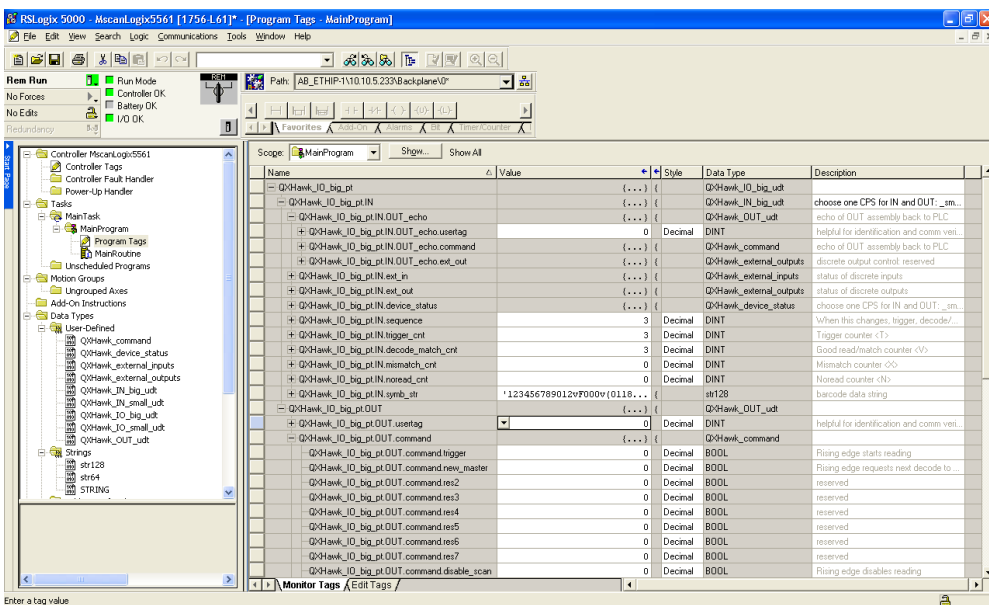 RSLogix 5000 - MscanLogix5561 [1756-L61]* - [Program Tags - MainProgram]
File Edit View Search Logic Communications Tools Window Help
Rem Run
Run Mode
REM
Path: AB_ETHIP-1\10.10.5.233\Backplane\0*
No Forces
Controller OK
Battery OK
No Edits
I/O OK
Redundancy
Favorites Add-On Alarms Bit Timer/Counter
Start Page
Controller MscanLogix5561
Controller Tags
Controller Fault Handler
Power-Up Handler
Tasks
MainTask
MainProgram
Program Tags
MainRoutine
Unscheduled Programs
Motion Groups
Ungrouped Axes
Add-On Instructions
Data Types
User-Defined
QXHawk_command
QXHawk_device_status
QXHawk_external_inputs
QXHawk_external_outputs
QXHawk_IN_big_udt
QXHawk_IN_small_udt
QXHawk_IO_big_udt
QXHawk_IO_small_udt
QXHawk_OUT_udt
Strings
str128
str64
STRING
Scope: MainProgram Show... Show All
Name Value Style Data Type Description
QXHawk_IO_big_pt {...} { QXHawk_IO_big_udt
QXHawk_IO_big_pt.IN {...} { QXHawk_IN_big_udt choose one CPS for IN and OUT: _sm...
QXHawk_IO_big_pt.IN.OUT_echo {...} { QXHawk_OUT_udt echo of OUT assembly back to PLC
QXHawk_IO_big_pt.IN.OUT_echo.usertag 0 Decimal DINT helpful for identification and comm veri...
QXHawk_IO_big_pt.IN.OUT_echo.command {...} { QXHawk_command echo of OUT assembly back to PLC
QXHawk_IO_big_pt.IN.OUT_echo.ext_out {...} { QXHawk_external_outputs discrete output control: reserved
QXHawk_IO_big_pt.IN.ext_in {...} { QXHawk_external_inputs status of discrete inputs
QXHawk_IO_big_pt.IN.ext_out {...} { QXHawk_external_outputs status of discrete outputs
QXHawk_IO_big_pt.IN.device_status {...} { QXHawk_device_status choose one CPS for IN and OUT: _sm...
QXHawk_IO_big_pt.IN.sequence 3 Decimal DINT When this changes, trigger, decode/...
QXHawk_IO_big_pt.IN.trigger_cnt 3 Decimal DINT Trigger counter <T>
QXHawk_IO_big_pt.IN.decode_match_cnt 3 Decimal DINT Good read/match counter <V>
QXHawk_IO_big_pt.IN.mismatch_cnt 0 Decimal DINT Mismatch counter <X>
QXHawk_IO_big_pt.IN.noread_cnt 0 Decimal DINT Noread counter <N>
QXHawk_IO_big_pt.IN.symb_str '123456789012vF000v(0118... { str128 barcode data string
QXHawk_IO_big_pt.OUT {...} { QXHawk_OUT_udt
QXHawk_IO_big_pt.OUT.usertag 0 Decimal DINT helpful for identification and comm veri...
QXHawk_IO_big_pt.OUT.command {...} { QXHawk_command
QXHawk_IO_big_pt.OUT.command.trigger 0 Decimal BOOL Rising edge starts reading
QXHawk_IO_big_pt.OUT.command.new_master 0 Decimal BOOL Rising edge requests next decode to ...
QXHawk_IO_big_pt.OUT.command.res2 0 Decimal BOOL reserved
QXHawk_IO_big_pt.OUT.command.res3 0 Decimal BOOL reserved
QXHawk_IO_big_pt.OUT.command.res4 0 Decimal BOOL reserved
QXHawk_IO_big_pt.OUT.command.res5 0 Decimal BOOL reserved
QXHawk_IO_big_pt.OUT.command.res6 0 Decimal BOOL reserved
QXHawk_IO_big_pt.OUT.command.res7 0 Decimal BOOL reserved
QXHawk_IO_big_pt.OUT.command.disable_scan 0 Decimal BOOL Rising edge disables reading
Monitor Tags Edit Tags
Enter a tag value